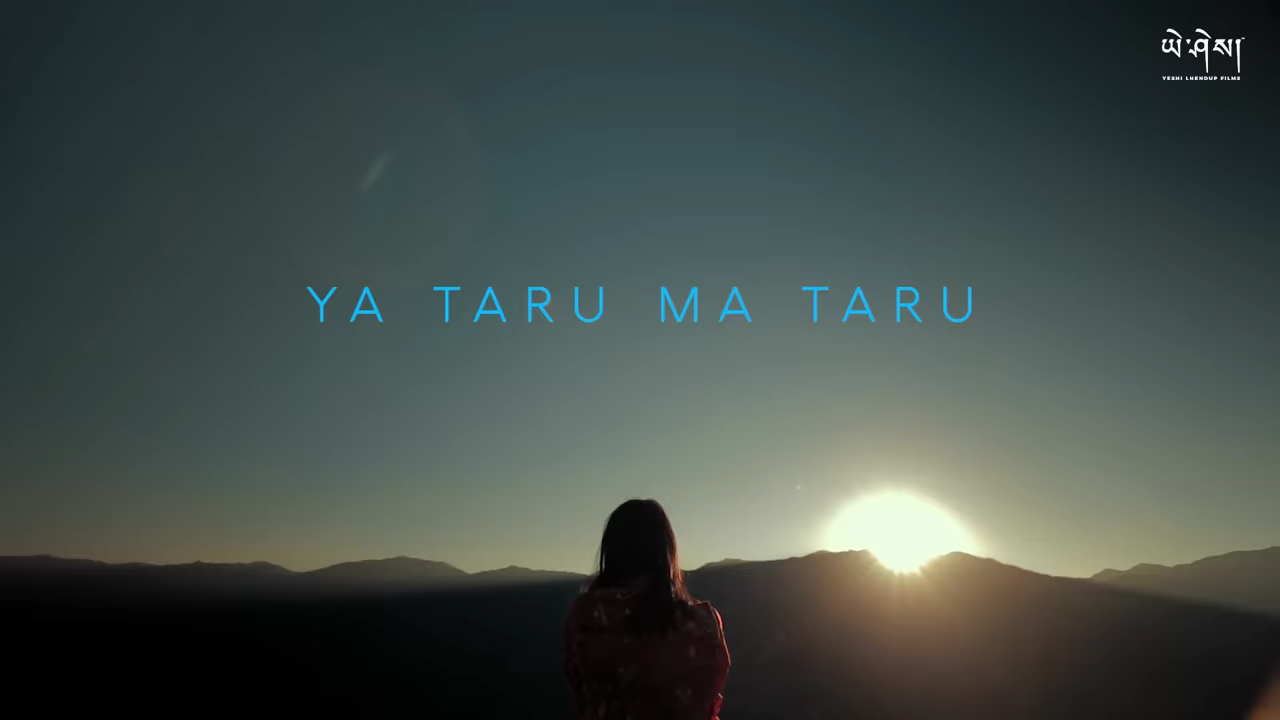 ཡེ་ཤེས།
YESHI LHENDUP FILMS
YA TARU MA TARU